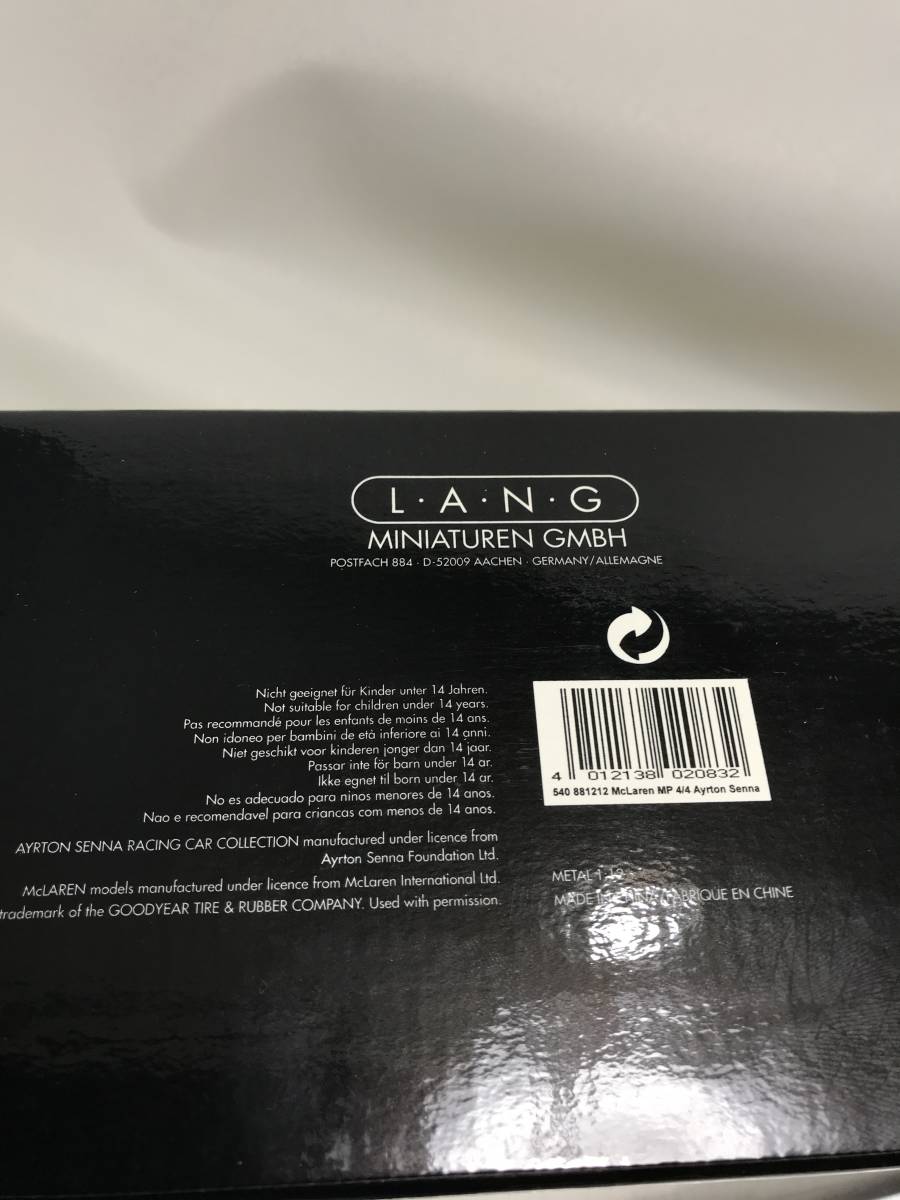 L·A·N·G
MINIATUREN GMBH
POSTFACH 884 · D-52009 AACHEN · GERMANY/ALLEMAGNE
Nicht geeignet für Kinder unter 14 Jahren.
Not suitable for children under 14 years.
Pas recommandé pour les enfants de moins de 14 ans.
Non idoneo per bambini de età inferiore ai 14 anni.
Niet geschikt voor kinderen jonger dan 14 jaar.
Passar inte för barn under 14 ar.
Ikke egnet til born under 14 ar.
No es adecuado para ninos menores de 14 anos.
Nao e recomendavel para criancas com menos de 14 anos.
AYRTON SENNA RACING CAR COLLECTION manufactured under licence from
Ayrton Senna Foundation Ltd.
McLAREN models manufactured under licence from McLaren International Ltd.
trademark of the GOODYEAR TIRE & RUBBER COMPANY. Used with permission.
4 012138 020832
540 881212 McLaren MP 4/4 Ayrton Senna
METAL
MADE IN CHINA/FABRIQUE EN CHINE